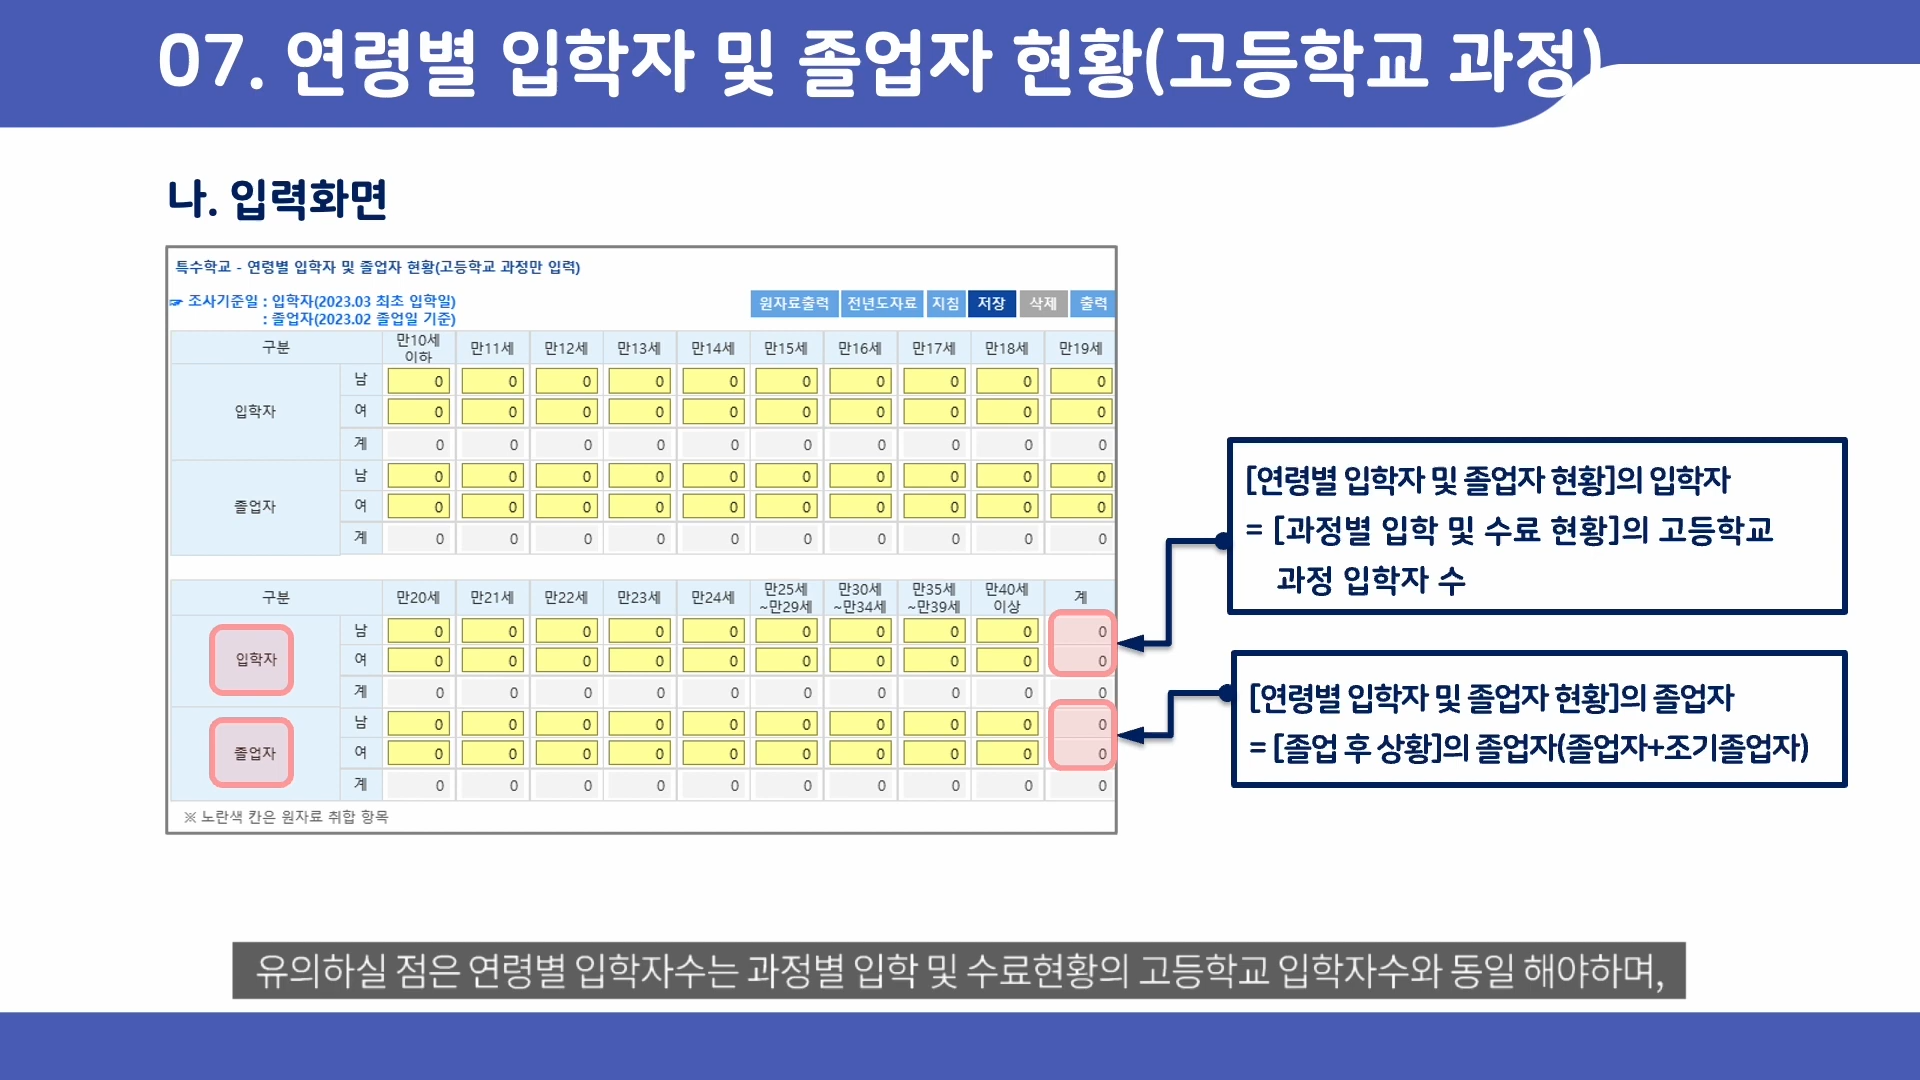 07. 연령별 입학자 및 졸업자 현황(고등학교 과정)
나. 입력화면
특수학교 - 연령별 입학자 및 졸업자 현황(고등학교 과정만 입력)
☞ 조사기준일 : 입학자(2023.03 최초 입학일)
: 졸업자(2023.02 졸업일 기준)
원자료출력 전년도자료 지침 저장 삭제 출력
구분 만10세 이하 만11세 만12세 만13세 만14세 만15세 만16세 만17세 만18세 만19세
입학자
남 0 0 0 0 0 0 0 0 0 0
여 0 0 0 0 0 0 0 0 0 0
계 0 0 0 0 0 0 0 0 0 0
졸업자
남 0 0 0 0 0 0 0 0 0 0
여 0 0 0 0 0 0 0 0 0 0
계 0 0 0 0 0 0 0 0 0 0
구분 만20세 만21세 만22세 만23세 만24세 만25세~만29세 만30세~만34세 만35세~만39세 만40세 이상 계
입학자
남 0 0 0 0 0 0 0 0 0 0
여 0 0 0 0 0 0 0 0 0 0
계 0 0 0 0 0 0 0 0 0 0
졸업자
남 0 0 0 0 0 0 0 0 0 0
여 0 0 0 0 0 0 0 0 0 0
계 0 0 0 0 0 0 0 0 0 0
※ 노란색 칸은 원자료 취합 항목
[연령별 입학자 및 졸업자 현황]의 입학자
= [과정별 입학 및 수료 현황]의 고등학교
과정 입학자 수
[연령별 입학자 및 졸업자 현황]의 졸업자
= [졸업 후 상황]의 졸업자(졸업자+조기졸업자)
유의하실 점은 연령별 입학자수는 과정별 입학 및 수료현황의 고등학교 입학자수와 동일 해야하며,